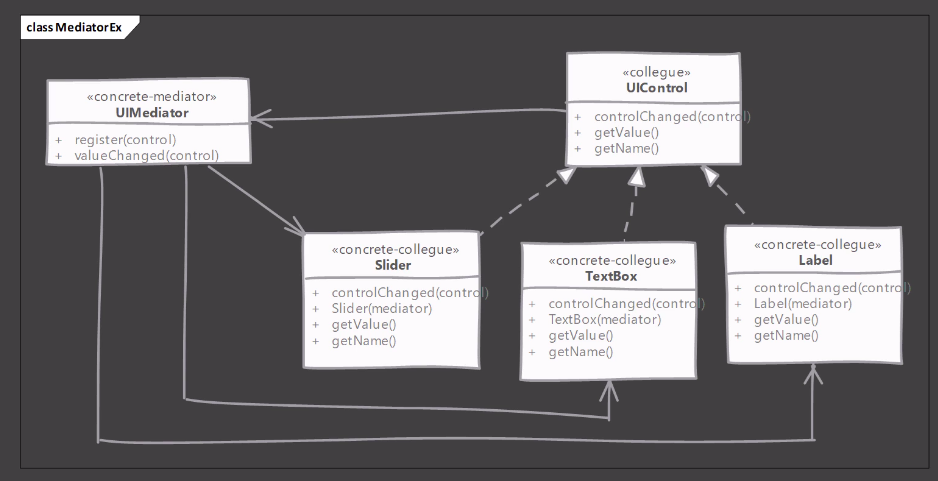 class MediatorEx
«concrete-mediator»
UIMediator
+ register(control)
+ valueChanged(control)
«collegue»
UIControl
+ controlChanged(control)
+ getValue()
+ getName()
«concrete-collegue»
Slider
+ controlChanged(control)
+ Slider(mediator)
+ getValue()
+ getName()
«concrete-collegue»
TextBox
+ controlChanged(control)
+ TextBox(mediator)
+ getValue()
+ getName()
«concrete-collegue»
Label
+ controlChanged(control)
+ Label(mediator)
+ getValue()
+ getName()